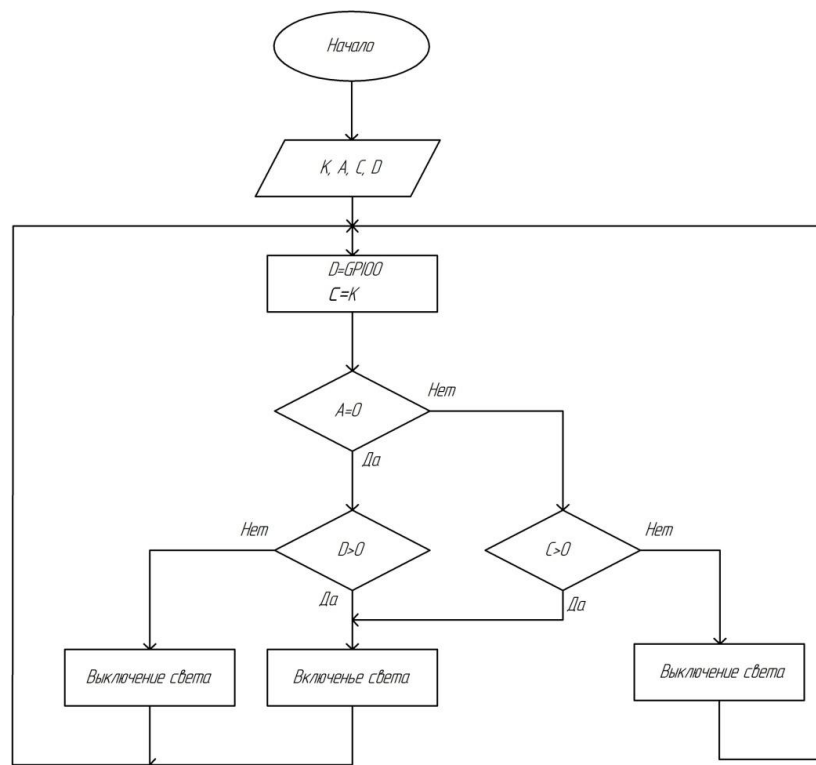 Начало
K, A, C, D
D=GPIO0
C=K
Нет
A=0
Да
Нет
D>0
C>0
Нет
Да
Да
Выключение света
Включенье света
Выключение света